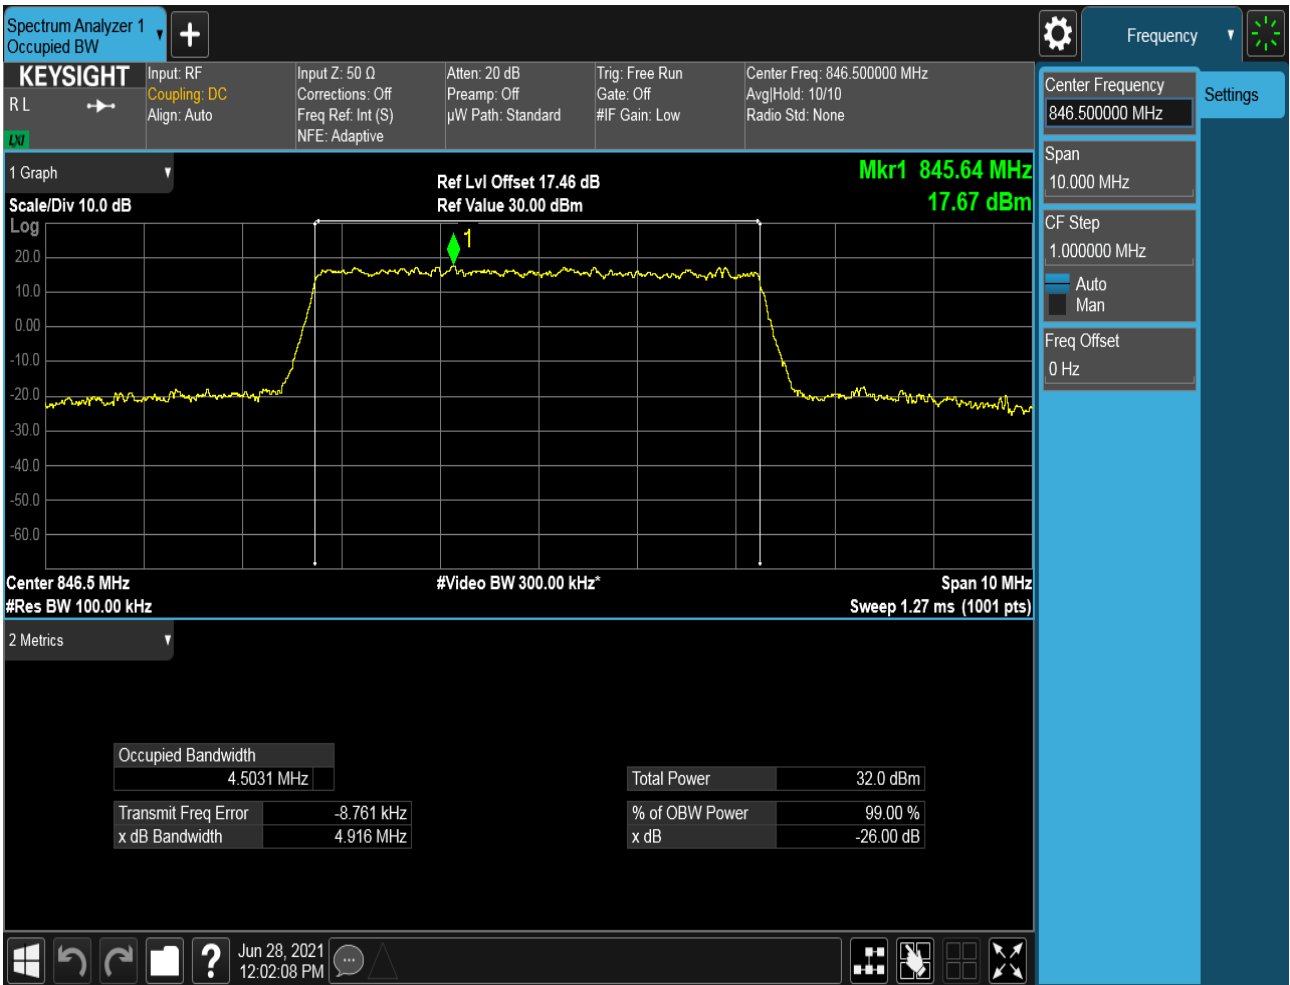 Spectrum Analyzer 1
Occupied BW
Frequency
KEYSIGHT
R L
LXI
Input: RF
Coupling: DC
Align: Auto
Input Z: 50 Ω
Corrections: Off
Freq Ref: Int (S)
NFE: Adaptive
Atten: 20 dB
Preamp: Off
µW Path: Standard
Trig: Free Run
Gate: Off
#IF Gain: Low
Center Freq: 846.500000 MHz
Avg|Hold: 10/10
Radio Std: None
Center Frequency
846.500000 MHz
Settings
Span
10.000 MHz
CF Step
1.000000 MHz
Auto
Man
Freq Offset
0 Hz
1 Graph
Scale/Div 10.0 dB
Log
Ref Lvl Offset 17.46 dB
Ref Value 30.00 dBm
Mkr1 845.64 MHz
17.67 dBm
1
20.0
10.0
0.00
-10.0
-20.0
-30.0
-40.0
-50.0
-60.0
Center 846.5 MHz
#Video BW 300.00 kHz*
Span 10 MHz
#Res BW 100.00 kHz
Sweep 1.27 ms (1001 pts)
2 Metrics
Occupied Bandwidth
4.5031 MHz
Total Power 32.0 dBm
Transmit Freq Error -8.761 kHz
% of OBW Power 99.00 %
x dB Bandwidth 4.916 MHz
x dB -26.00 dB
?
Jun 28, 2021
12:02:08 PM